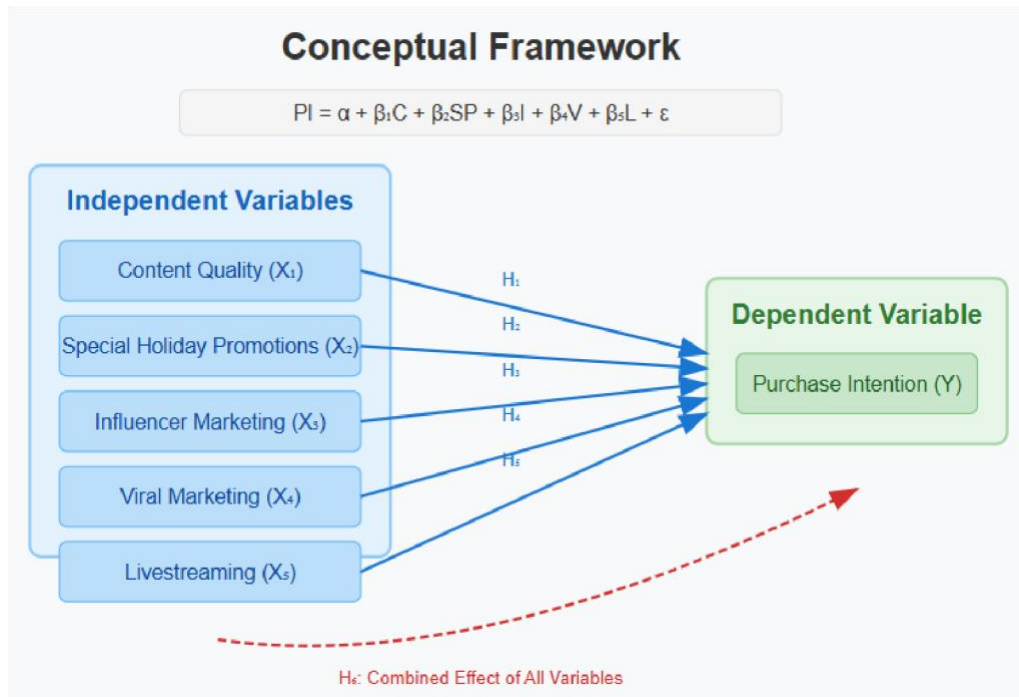 Conceptual Framework
PI = α + β₁C + β₂SP + β₃I + β₄V + β₅L + ε
Independent Variables
Content Quality (X₁)
Special Holiday Promotions (X₂)
Influencer Marketing (X₃)
Viral Marketing (X₄)
Livestreaming (X₅)
H₁
H₂
H₃
H₄
H₅
Dependent Variable
Purchase Intention (Y)
H₆: Combined Effect of All Variables